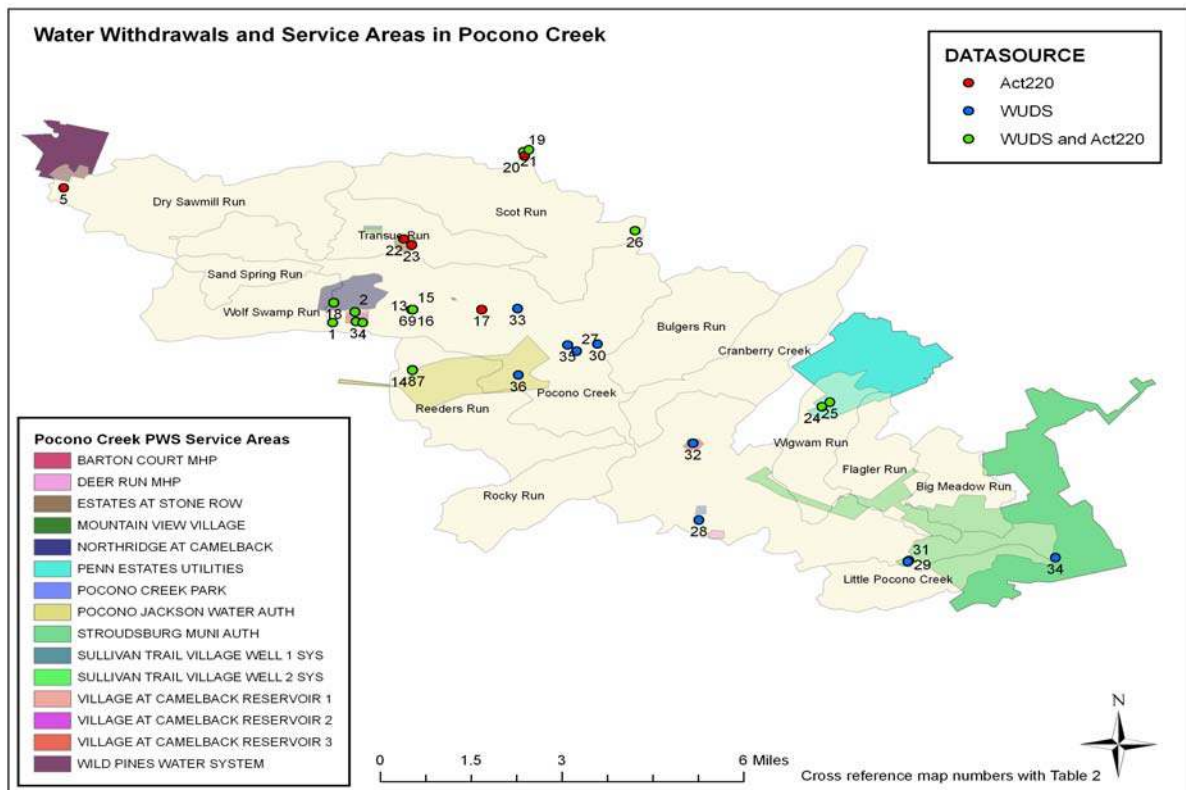 Water Withdrawals and Service Areas in Pocono Creek
DATASOURCE
Act220
WUDS
WUDS and Act220
19
20
21
5
Dry Sawmill Run
Scot Run
26
Transue Run
22
23
Sand Spring Run
2
15
13
18
Wolf Swamp Run
6916
17
33
1
34
27
Bulgers Run
35
30
Cranberry Creek
1487
36
Pocono Creek
Reeders Run
24
25
32
Wigwam Run
Flagler Run
Big Meadow Run
Rocky Run
28
31
29
34
Little Pocono Creek
Pocono Creek PWS Service Areas
BARTON COURT MHP
DEER RUN MHP
ESTATES AT STONE ROW
MOUNTAIN VIEW VILLAGE
NORTHRIDGE AT CAMELBACK
PENN ESTATES UTILITIES
POCONO CREEK PARK
POCONO JACKSON WATER AUTH
STROUDSBURG MUNI AUTH
SULLIVAN TRAIL VILLAGE WELL 1 SYS
SULLIVAN TRAIL VILLAGE WELL 2 SYS
VILLAGE AT CAMELBACK RESERVOIR 1
VILLAGE AT CAMELBACK RESERVOIR 2
VILLAGE AT CAMELBACK RESERVOIR 3
WILD PINES WATER SYSTEM
N
0 1.5 3 6 Miles
Cross reference map numbers with Table 2